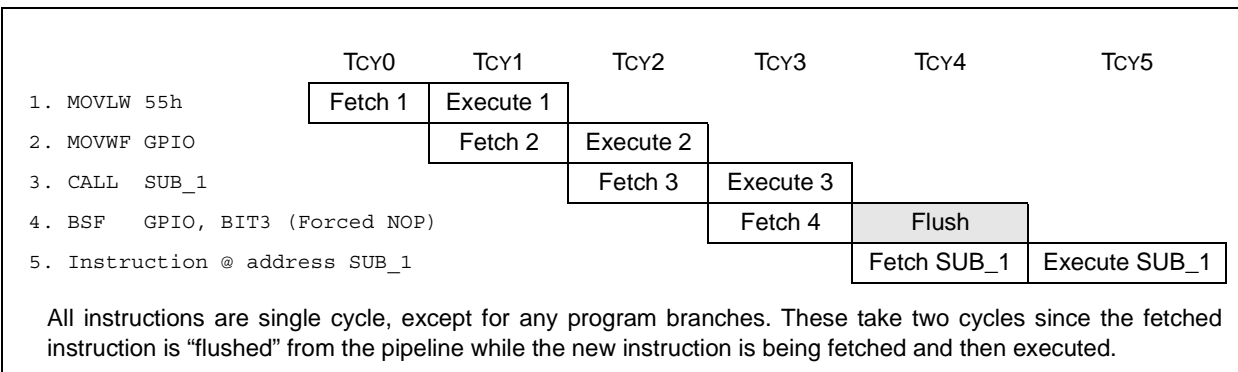 TCY0 TCY1 TCY2 TCY3 TCY4 TCY5
1. MOVLW 55h Fetch 1 Execute 1
2. MOVWF GPIO Fetch 2 Execute 2
3. CALL SUB_1 Fetch 3 Execute 3
4. BSF GPIO, BIT3 (Forced NOP) Fetch 4 Flush
5. Instruction @ address SUB_1 Fetch SUB_1 Execute SUB_1
All instructions are single cycle, except for any program branches. These take two cycles since the fetched
instruction is “flushed” from the pipeline while the new instruction is being fetched and then executed.